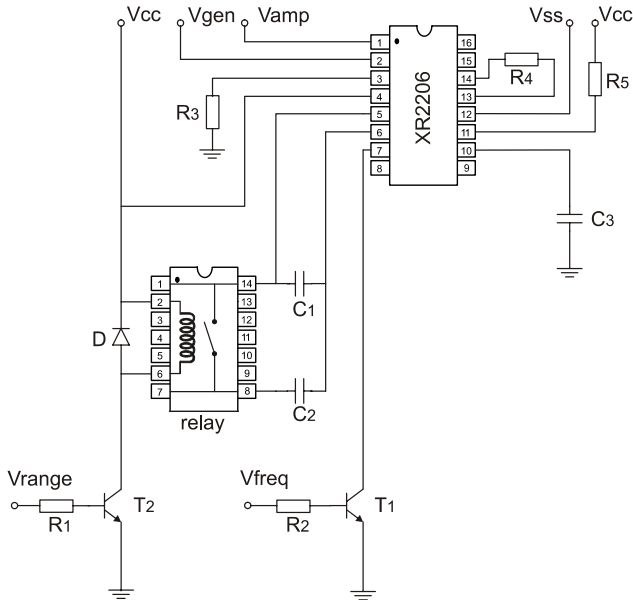 Vcc Vgen Vamp Vss Vcc
1 16
2 15
3 14 R4
4 13 R5
R3
5 12
6 11
7 10
8 9
XR2206
C3
1 14
2 13 C1
3 12
D 4 11
5 10
6 9
7 8
C2
relay
Vrange Vfreq
T2 T1
R1 R2